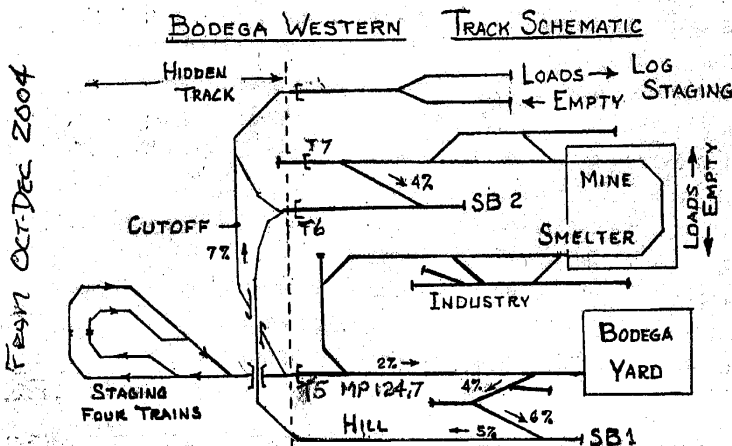 BODEGA WESTERN TRACK SCHEMATIC
HIDDEN
TRACK
LOADS → LOG
← EMPTY STAGING
T7
4%
MINE
SB 2
T6
CUTOFF
7%
SMELTER
LOADS
EMPTY
INDUSTRY
BODEGA
YARD
2% →
T5 MP 124,7
4%
6%
STAGING
FOUR TRAINS
HILL
← 5%
SB1
OCT-DEC 2004